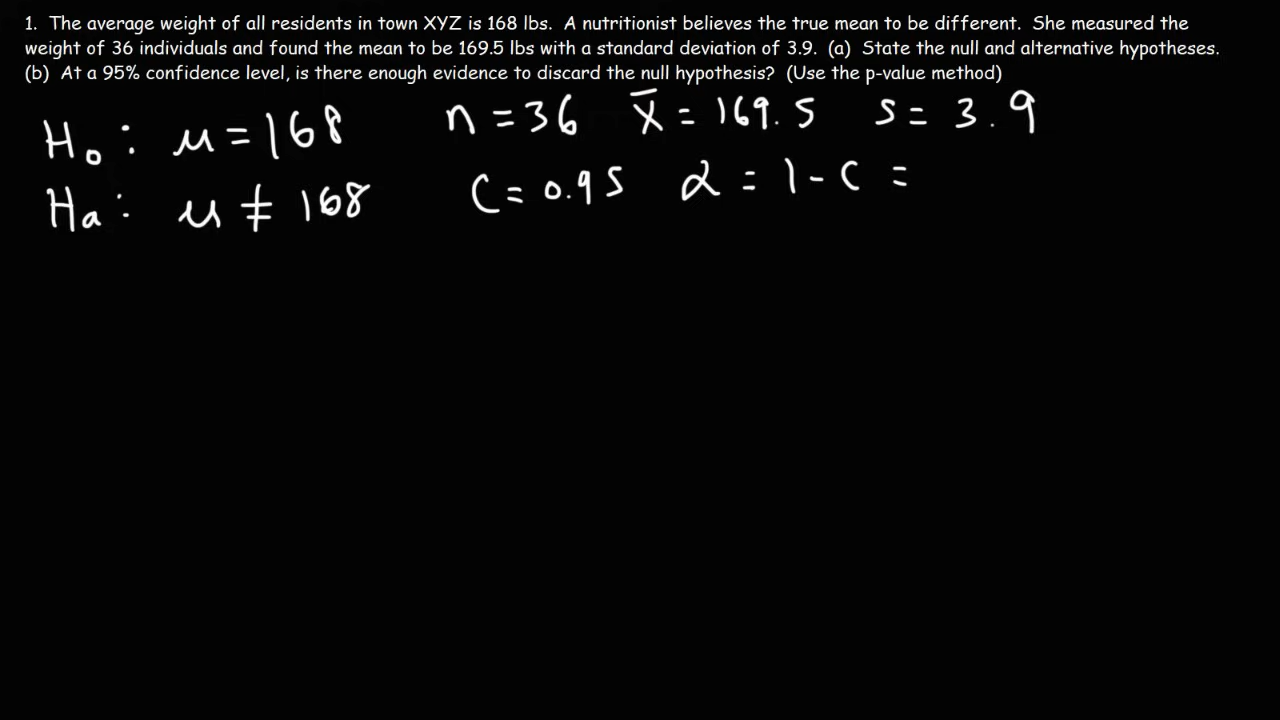 1. The average weight of all residents in town XYZ is 168 lbs. A nutritionist believes the true mean to be different. She measured the
weight of 36 individuals and found the mean to be 169.5 lbs with a standard deviation of 3.9. (a) State the null and alternative hypotheses.
(b) At a 95% confidence level, is there enough evidence to discard the null hypothesis? (Use the p-value method)
H₀: μ = 168 n = 36 x̄ = 169.5 s = 3.9
Hₐ: μ ≠ 168 C = 0.95 α = 1 - C =